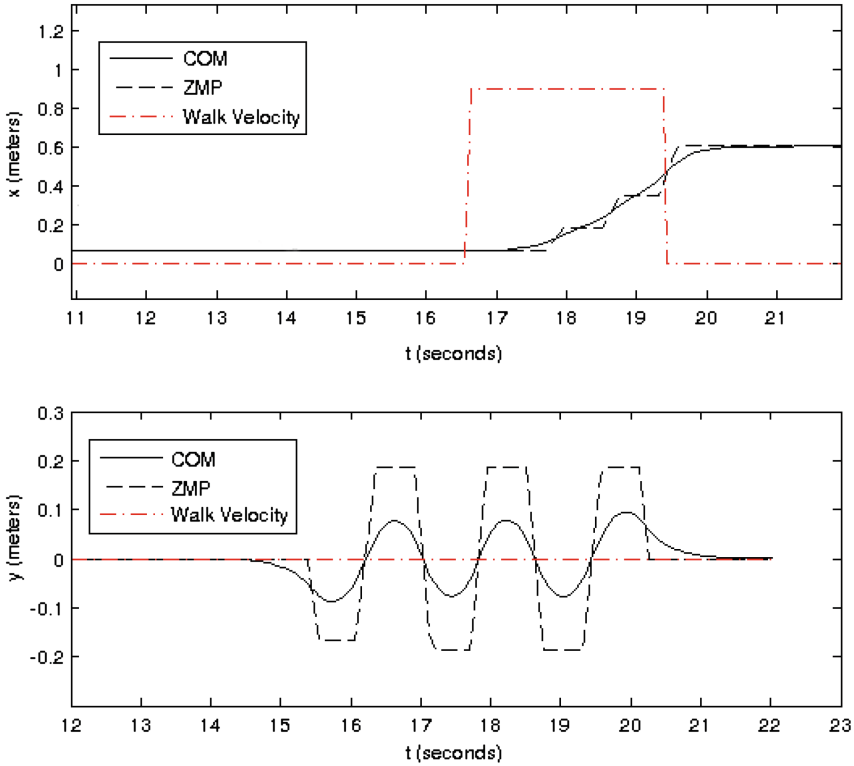 1.2
1
0.8
0.6
0.4
0.2
0
x (meters)
COM
ZMP
Walk Velocity
11 12 13 14 15 16 17 18 19 20 21
t (seconds)
0.3
0.2
0.1
0
-0.1
-0.2
y (meters)
COM
ZMP
Walk Velocity
12 13 14 15 16 17 18 19 20 21 22 23
t (seconds)